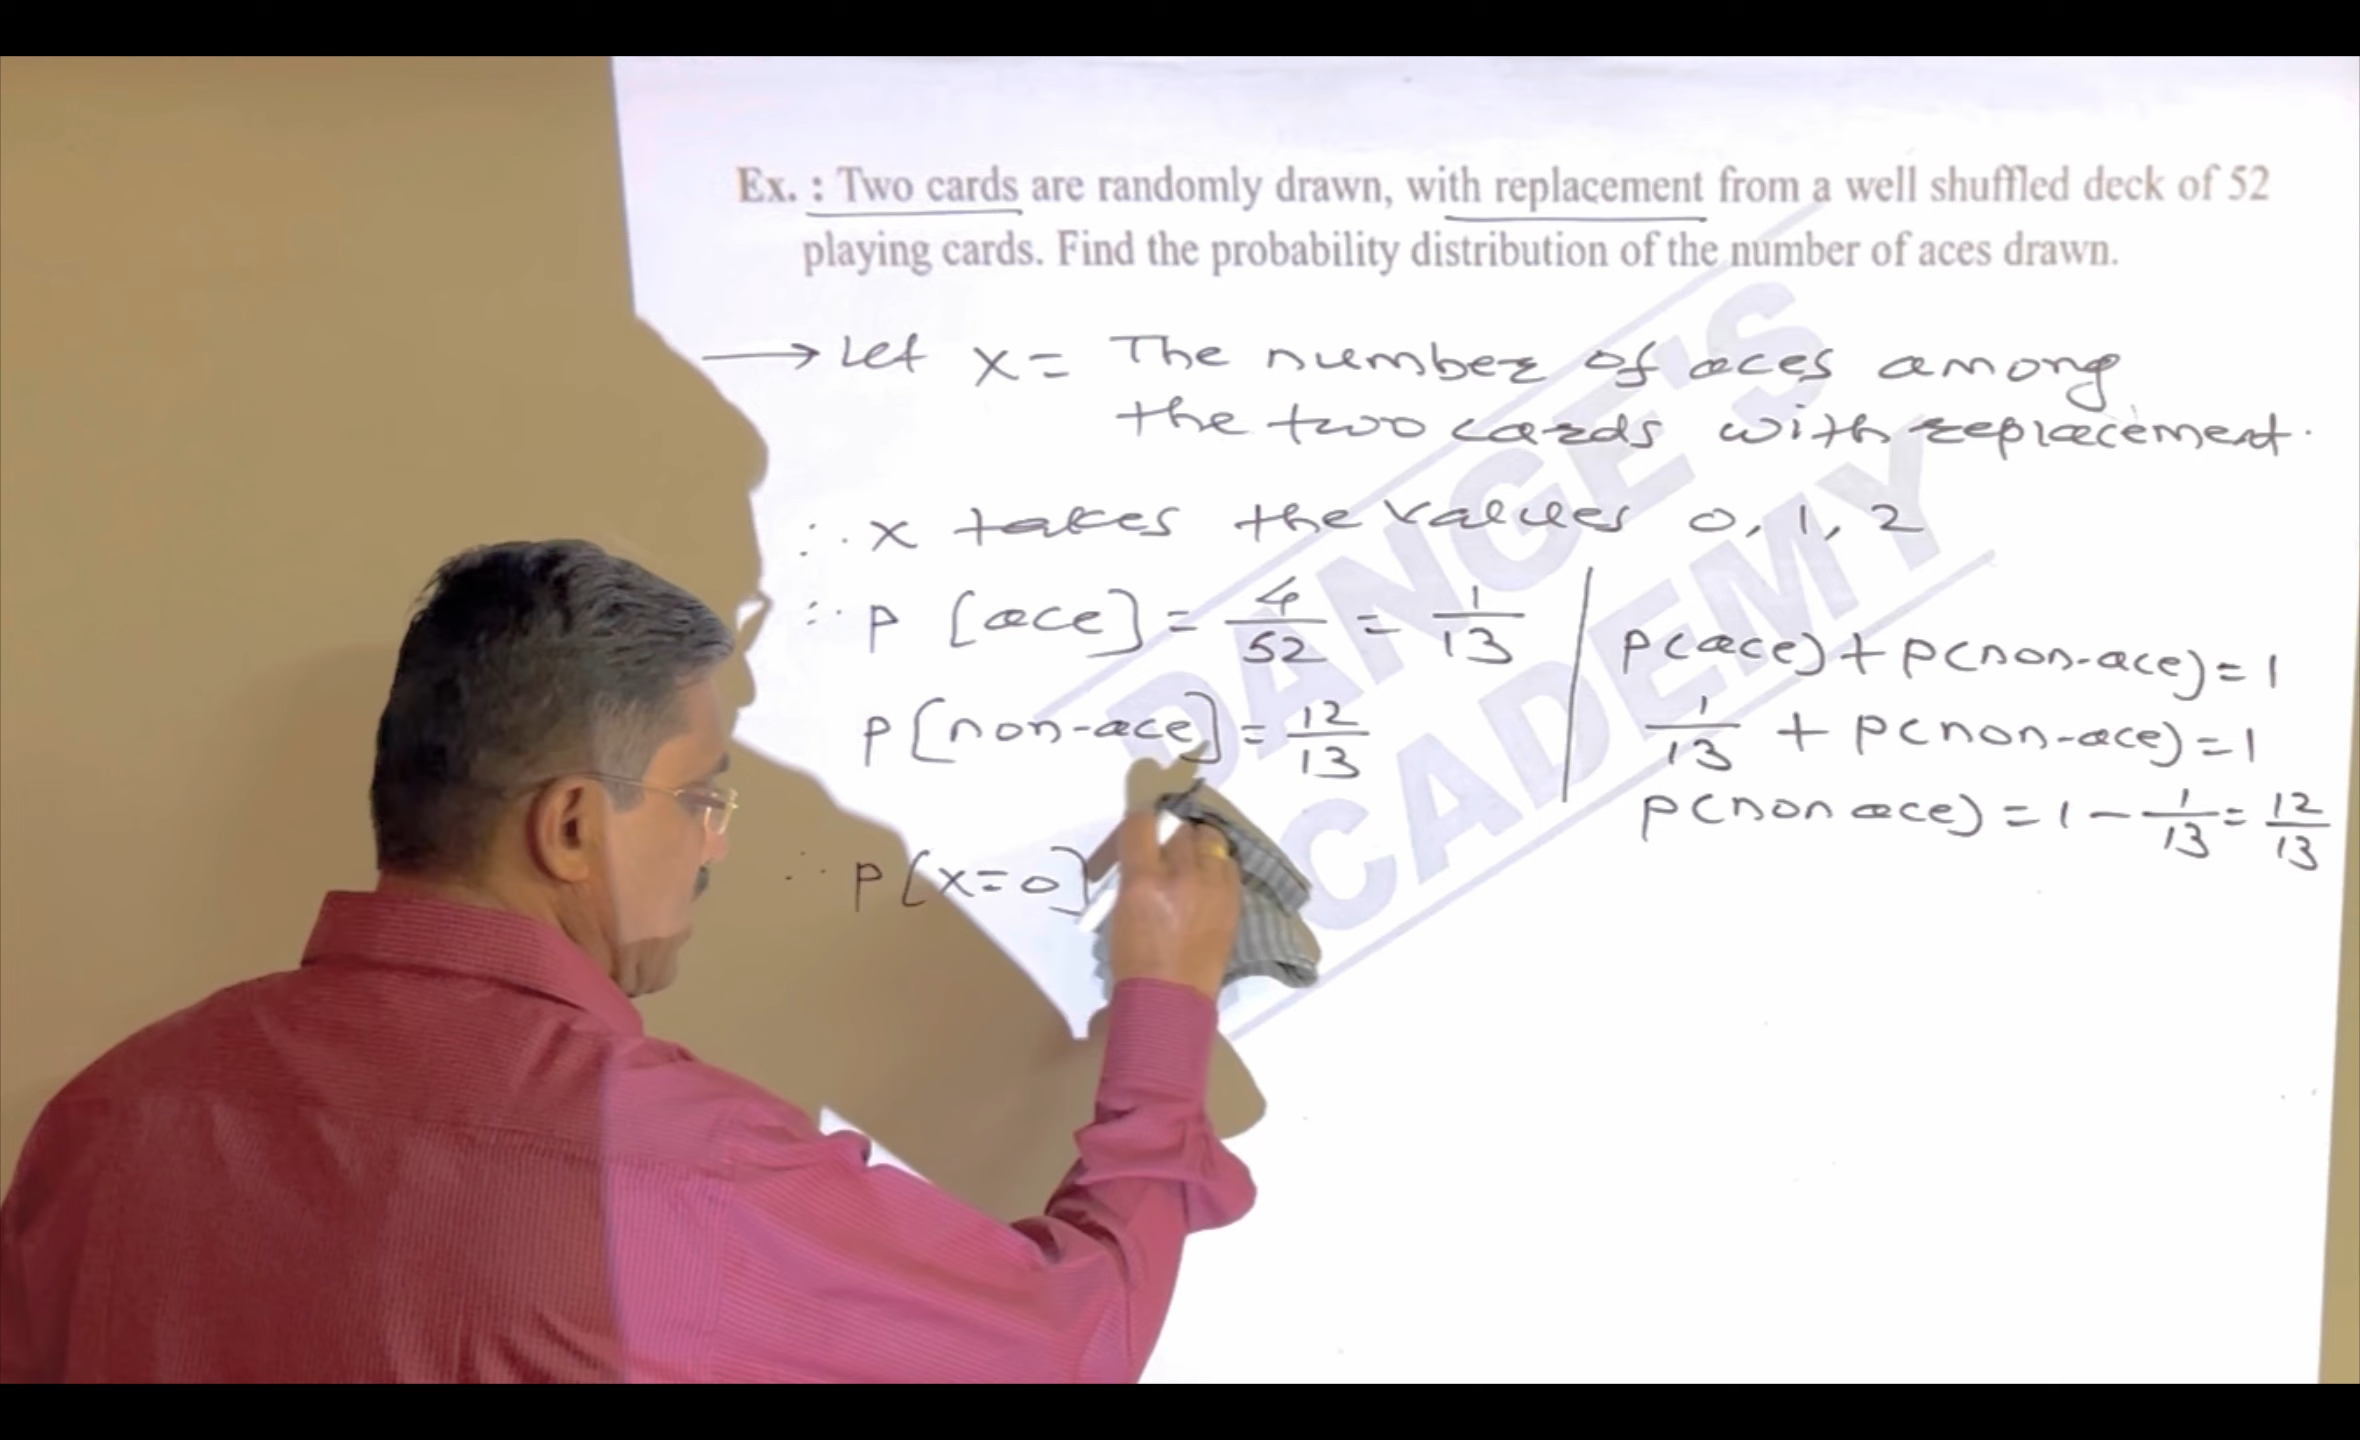 Ex. : Two cards are randomly drawn, with replacement from a well shuffled deck of 52
playing cards. Find the probability distribution of the number of aces drawn.
→ Let X = The number of aces among
the two cards with replacement.
∴ X takes the values 0, 1, 2
∴ P [ace] = 4/52 = 1/13
P [non-ace] = 12/13
P(ace) + P(non-ace) = 1
1/13 + P(non-ace) = 1
P(non ace) = 1 - 1/13 = 12/13
∴ P[X=0]
DANGE'S
ACADEMY